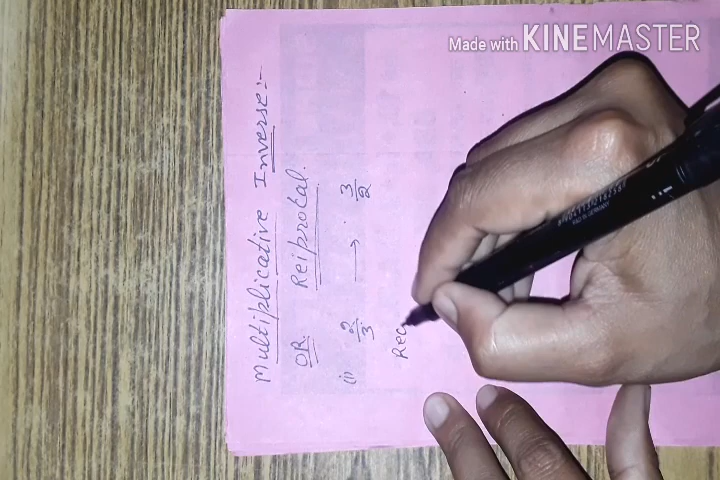 Made with KINEMASTER
Multiplicative Inverse:-
OR Reiprocal.
(i) 2/3 → 3/2
Rec